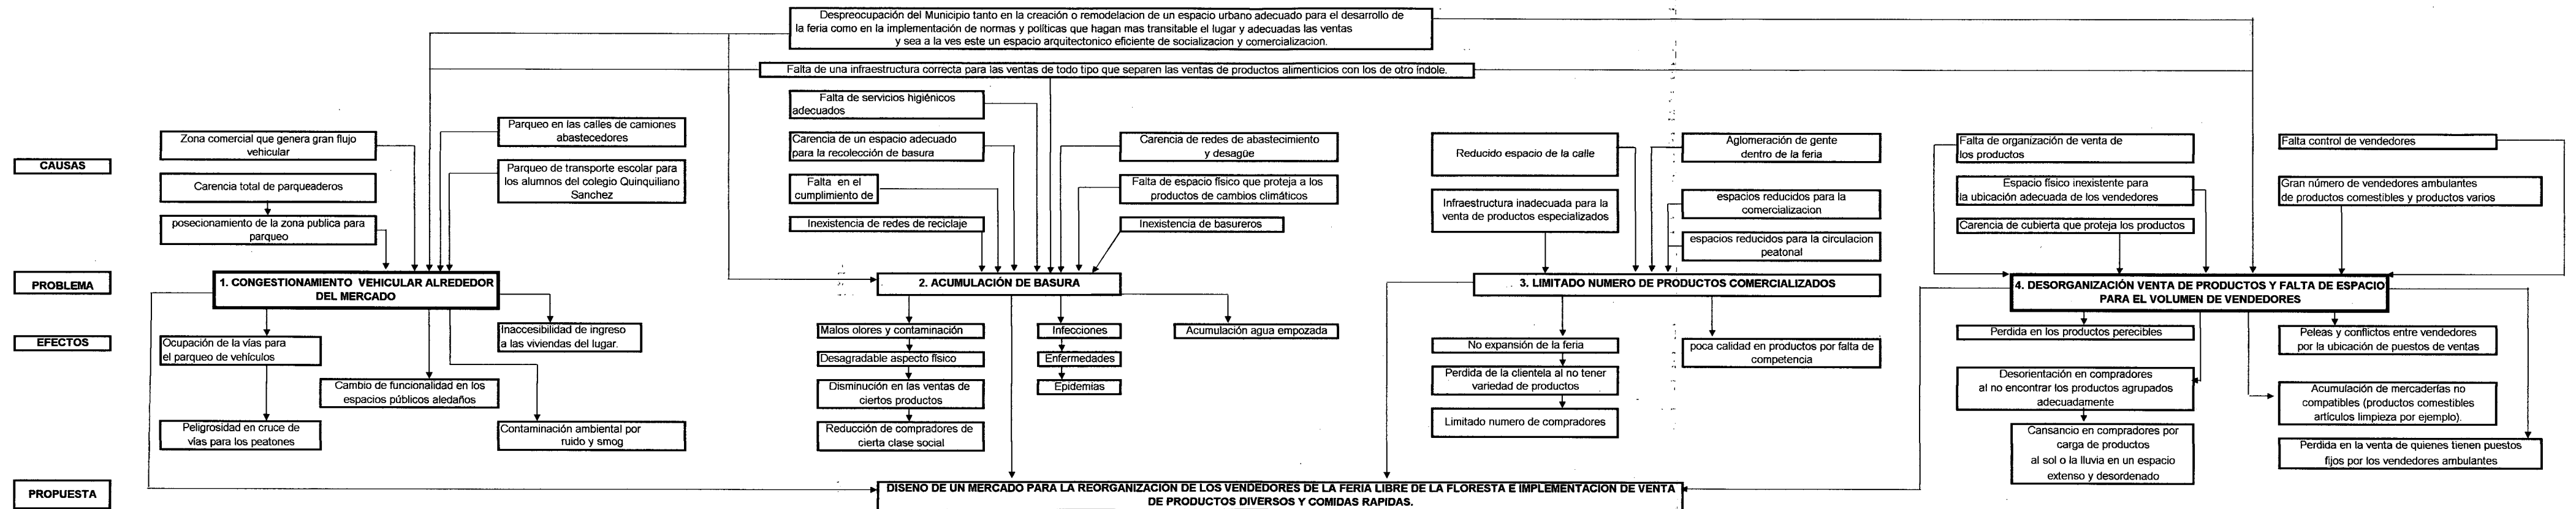 Despreocupación del Municipio tanto en la creación o remodelacion de un espacio urbano adecuado para el desarrollo de
la feria como en la implementación de normas y políticas que hagan mas transitable el lugar y adecuadas las ventas
y sea a la ves este un espacio arquitectonico eficiente de socializacion y comercializacion.
Falta de una infraestructura correcta para las ventas de todo tipo que separen las ventas de productos alimenticios con los de otro índole.
CAUSAS
Zona comercial que genera gran flujo
vehicular
Carencia total de parqueaderos
posecionamiento de la zona publica para
parqueo
Parqueo en las calles de camiones
abastecedores
Parqueo de transporte escolar para
los alumnos del colegio Quinquiliano
Sanchez
Falta de servicios higiénicos
adecuados
Carencia de un espacio adecuado
para la recolección de basura
Falta en el
cumplimiento de
Inexistencia de redes de reciclaje
Carencia de redes de abastecimiento
y desagüe
Falta de espacio físico que proteja a los
productos de cambios climáticos
Inexistencia de basureros
Reducido espacio de la calle
Infraestructura inadecuada para la
venta de productos especializados
Aglomeración de gente
dentro de la feria
espacios reducidos para la
comercializacion
espacios reducidos para la circulacion
peatonal
Falta de organización de venta de
los productos
Espacio físico inexistente para
la ubicación adecuada de los vendedores
Carencia de cubierta que proteja los productos
Falta control de vendedores
Gran número de vendedores ambulantes
de productos comestibles y productos varios
PROBLEMA
1. CONGESTIONAMIENTO VEHICULAR ALREDEDOR
DEL MERCADO
2. ACUMULACIÓN DE BASURA
3. LIMITADO NUMERO DE PRODUCTOS COMERCIALIZADOS
4. DESORGANIZACIÓN VENTA DE PRODUCTOS Y FALTA DE ESPACIO
PARA EL VOLUMEN DE VENDEDORES
EFECTOS
Ocupación de la vías para
el parqueo de vehículos
Peligrosidad en cruce de
vías para los peatones
Cambio de funcionalidad en los
espacios públicos aledaños
Inaccesibilidad de ingreso
a las viviendas del lugar.
Contaminación ambiental por
ruido y smog
Malos olores y contaminación
Desagradable aspecto físico
Disminución en las ventas de
ciertos productos
Reducción de compradores de
cierta clase social
Infecciones
Enfermedades
Epidemias
Acumulación agua empozada
No expansión de la feria
Perdida de la clientela al no tener
variedad de productos
Limitado numero de compradores
poca calidad en productos por falta de
competencia
Perdida en los productos perecibles
Desorientación en compradores
al no encontrar los productos agrupados
adecuadamente
Cansancio en compradores por
carga de productos
al sol o la lluvia en un espacio
extenso y desordenado
Peleas y conflictos entre vendedores
por la ubicación de puestos de ventas
Acumulación de mercaderías no
compatibles (productos comestibles
artículos limpieza por ejemplo).
Perdida en la venta de quienes tienen puestos
fijos por los vendedores ambulantes
PROPUESTA
DISEÑO DE UN MERCADO PARA LA REORGANIZACION DE LOS VENDEDORES DE LA FERIA LIBRE DE LA FLORESTA E IMPLEMENTACION DE VENTA
DE PRODUCTOS DIVERSOS Y COMIDAS RAPIDAS.